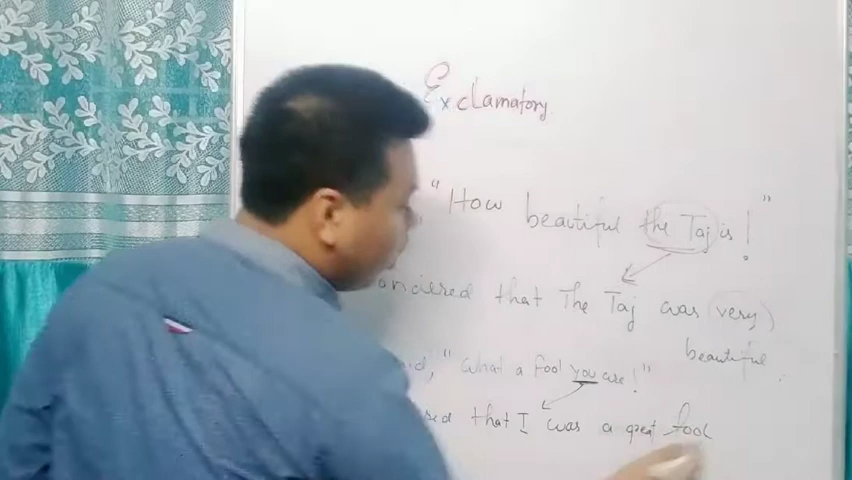 Exclamatory
"How beautiful the Taj is!"
that The Taj was (very)
beautiful.
"what a fool you are!"
that I was a great fool